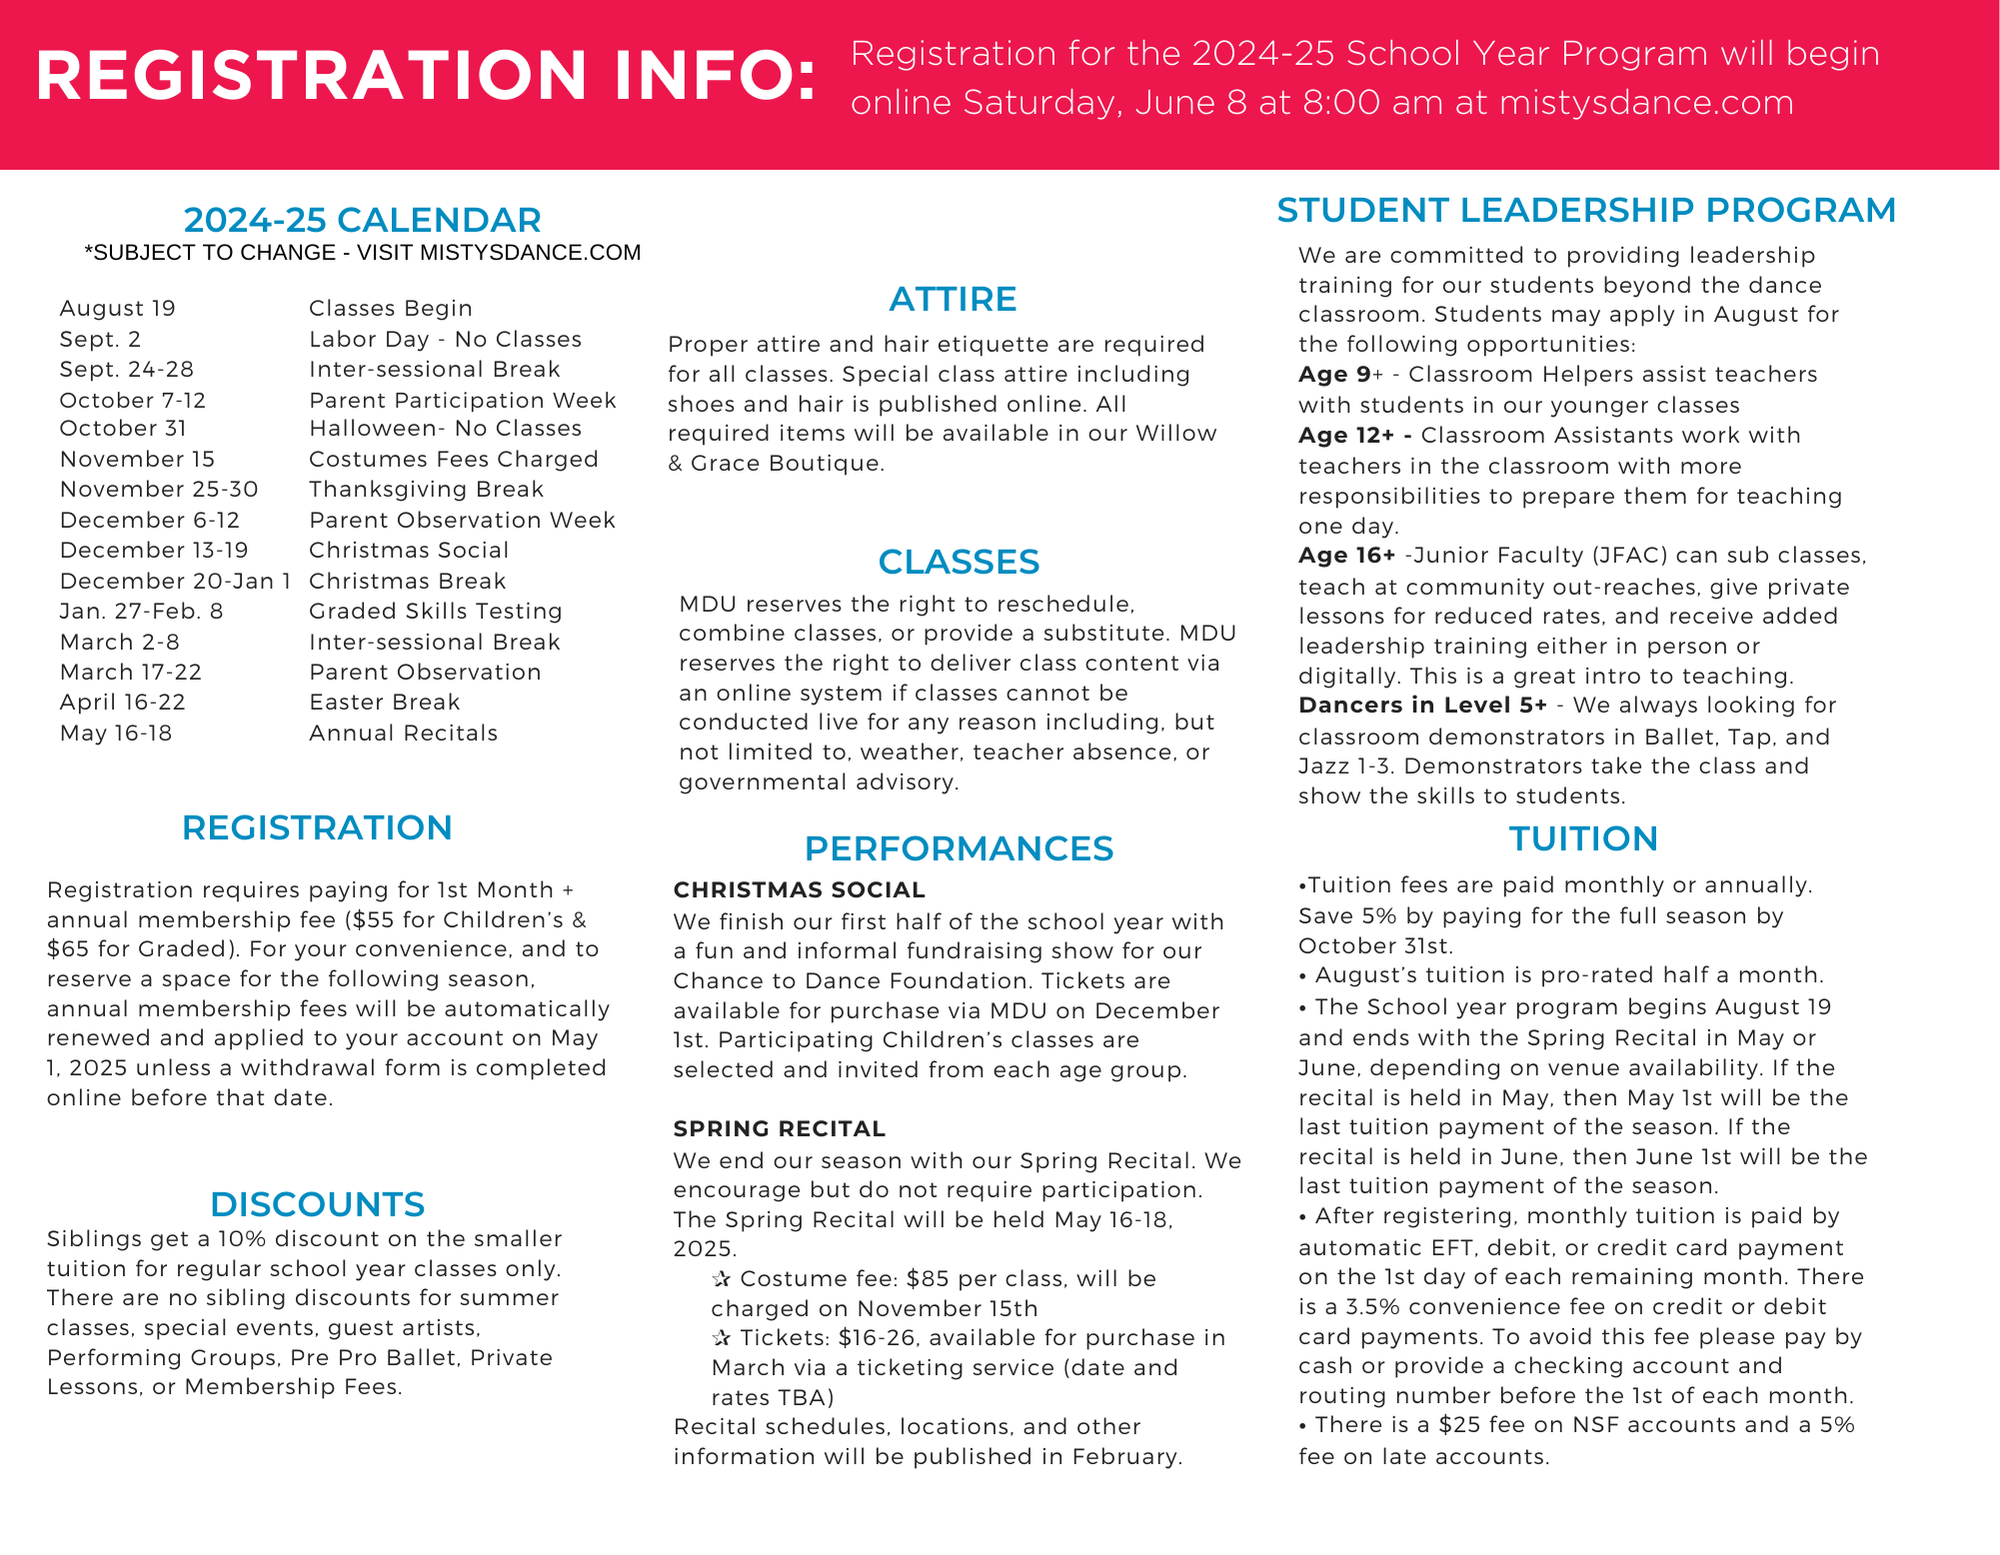 REGISTRATION INFO:
Registration for the 2024-25 School Year Program will begin
online Saturday, June 8 at 8:00 am at mistysdance.com
2024-25 CALENDAR
*SUBJECT TO CHANGE - VISIT MISTYSDANCE.COM
August 19 Classes Begin
Sept. 2 Labor Day - No Classes
Sept. 24-28 Inter-sessional Break
October 7-12 Parent Participation Week
October 31 Halloween- No Classes
November 15 Costumes Fees Charged
November 25-30 Thanksgiving Break
December 6-12 Parent Observation Week
December 13-19 Christmas Social
December 20-Jan 1 Christmas Break
Jan. 27-Feb. 8 Graded Skills Testing
March 2-8 Inter-sessional Break
March 17-22 Parent Observation
April 16-22 Easter Break
May 16-18 Annual Recitals
REGISTRATION
Registration requires paying for 1st Month +
annual membership fee ($55 for Children's &
$65 for Graded). For your convenience, and to
reserve a space for the following season,
annual membership fees will be automatically
renewed and applied to your account on May
1, 2025 unless a withdrawal form is completed
online before that date.
DISCOUNTS
Siblings get a 10% discount on the smaller
tuition for regular school year classes only.
There are no sibling discounts for summer
classes, special events, guest artists,
Performing Groups, Pre Pro Ballet, Private
Lessons, or Membership Fees.
ATTIRE
Proper attire and hair etiquette are required
for all classes. Special class attire including
shoes and hair is published online. All
required items will be available in our Willow
& Grace Boutique.
CLASSES
MDU reserves the right to reschedule,
combine classes, or provide a substitute. MDU
reserves the right to deliver class content via
an online system if classes cannot be
conducted live for any reason including, but
not limited to, weather, teacher absence, or
governmental advisory.
PERFORMANCES
CHRISTMAS SOCIAL
We finish our first half of the school year with
a fun and informal fundraising show for our
Chance to Dance Foundation. Tickets are
available for purchase via MDU on December
1st. Participating Children's classes are
selected and invited from each age group.
SPRING RECITAL
We end our season with our Spring Recital. We
encourage but do not require participation.
The Spring Recital will be held May 16-18,
2025.
✰ Costume fee: $85 per class, will be
charged on November 15th
✰ Tickets: $16-26, available for purchase in
March via a ticketing service (date and
rates TBA)
Recital schedules, locations, and other
information will be published in February.
STUDENT LEADERSHIP PROGRAM
We are committed to providing leadership
training for our students beyond the dance
classroom. Students may apply in August for
the following opportunities:
Age 9+ - Classroom Helpers assist teachers
with students in our younger classes
Age 12+ - Classroom Assistants work with
teachers in the classroom with more
responsibilities to prepare them for teaching
one day.
Age 16+ -Junior Faculty (JFAC) can sub classes,
teach at community out-reaches, give private
lessons for reduced rates, and receive added
leadership training either in person or
digitally. This is a great intro to teaching.
Dancers in Level 5+ - We always looking for
classroom demonstrators in Ballet, Tap, and
Jazz 1-3. Demonstrators take the class and
show the skills to students.
TUITION
•Tuition fees are paid monthly or annually.
Save 5% by paying for the full season by
October 31st.
• August's tuition is pro-rated half a month.
• The School year program begins August 19
and ends with the Spring Recital in May or
June, depending on venue availability. If the
recital is held in May, then May 1st will be the
last tuition payment of the season. If the
recital is held in June, then June 1st will be the
last tuition payment of the season.
• After registering, monthly tuition is paid by
automatic EFT, debit, or credit card payment
on the 1st day of each remaining month. There
is a 3.5% convenience fee on credit or debit
card payments. To avoid this fee please pay by
cash or provide a checking account and
routing number before the 1st of each month.
• There is a $25 fee on NSF accounts and a 5%
fee on late accounts.